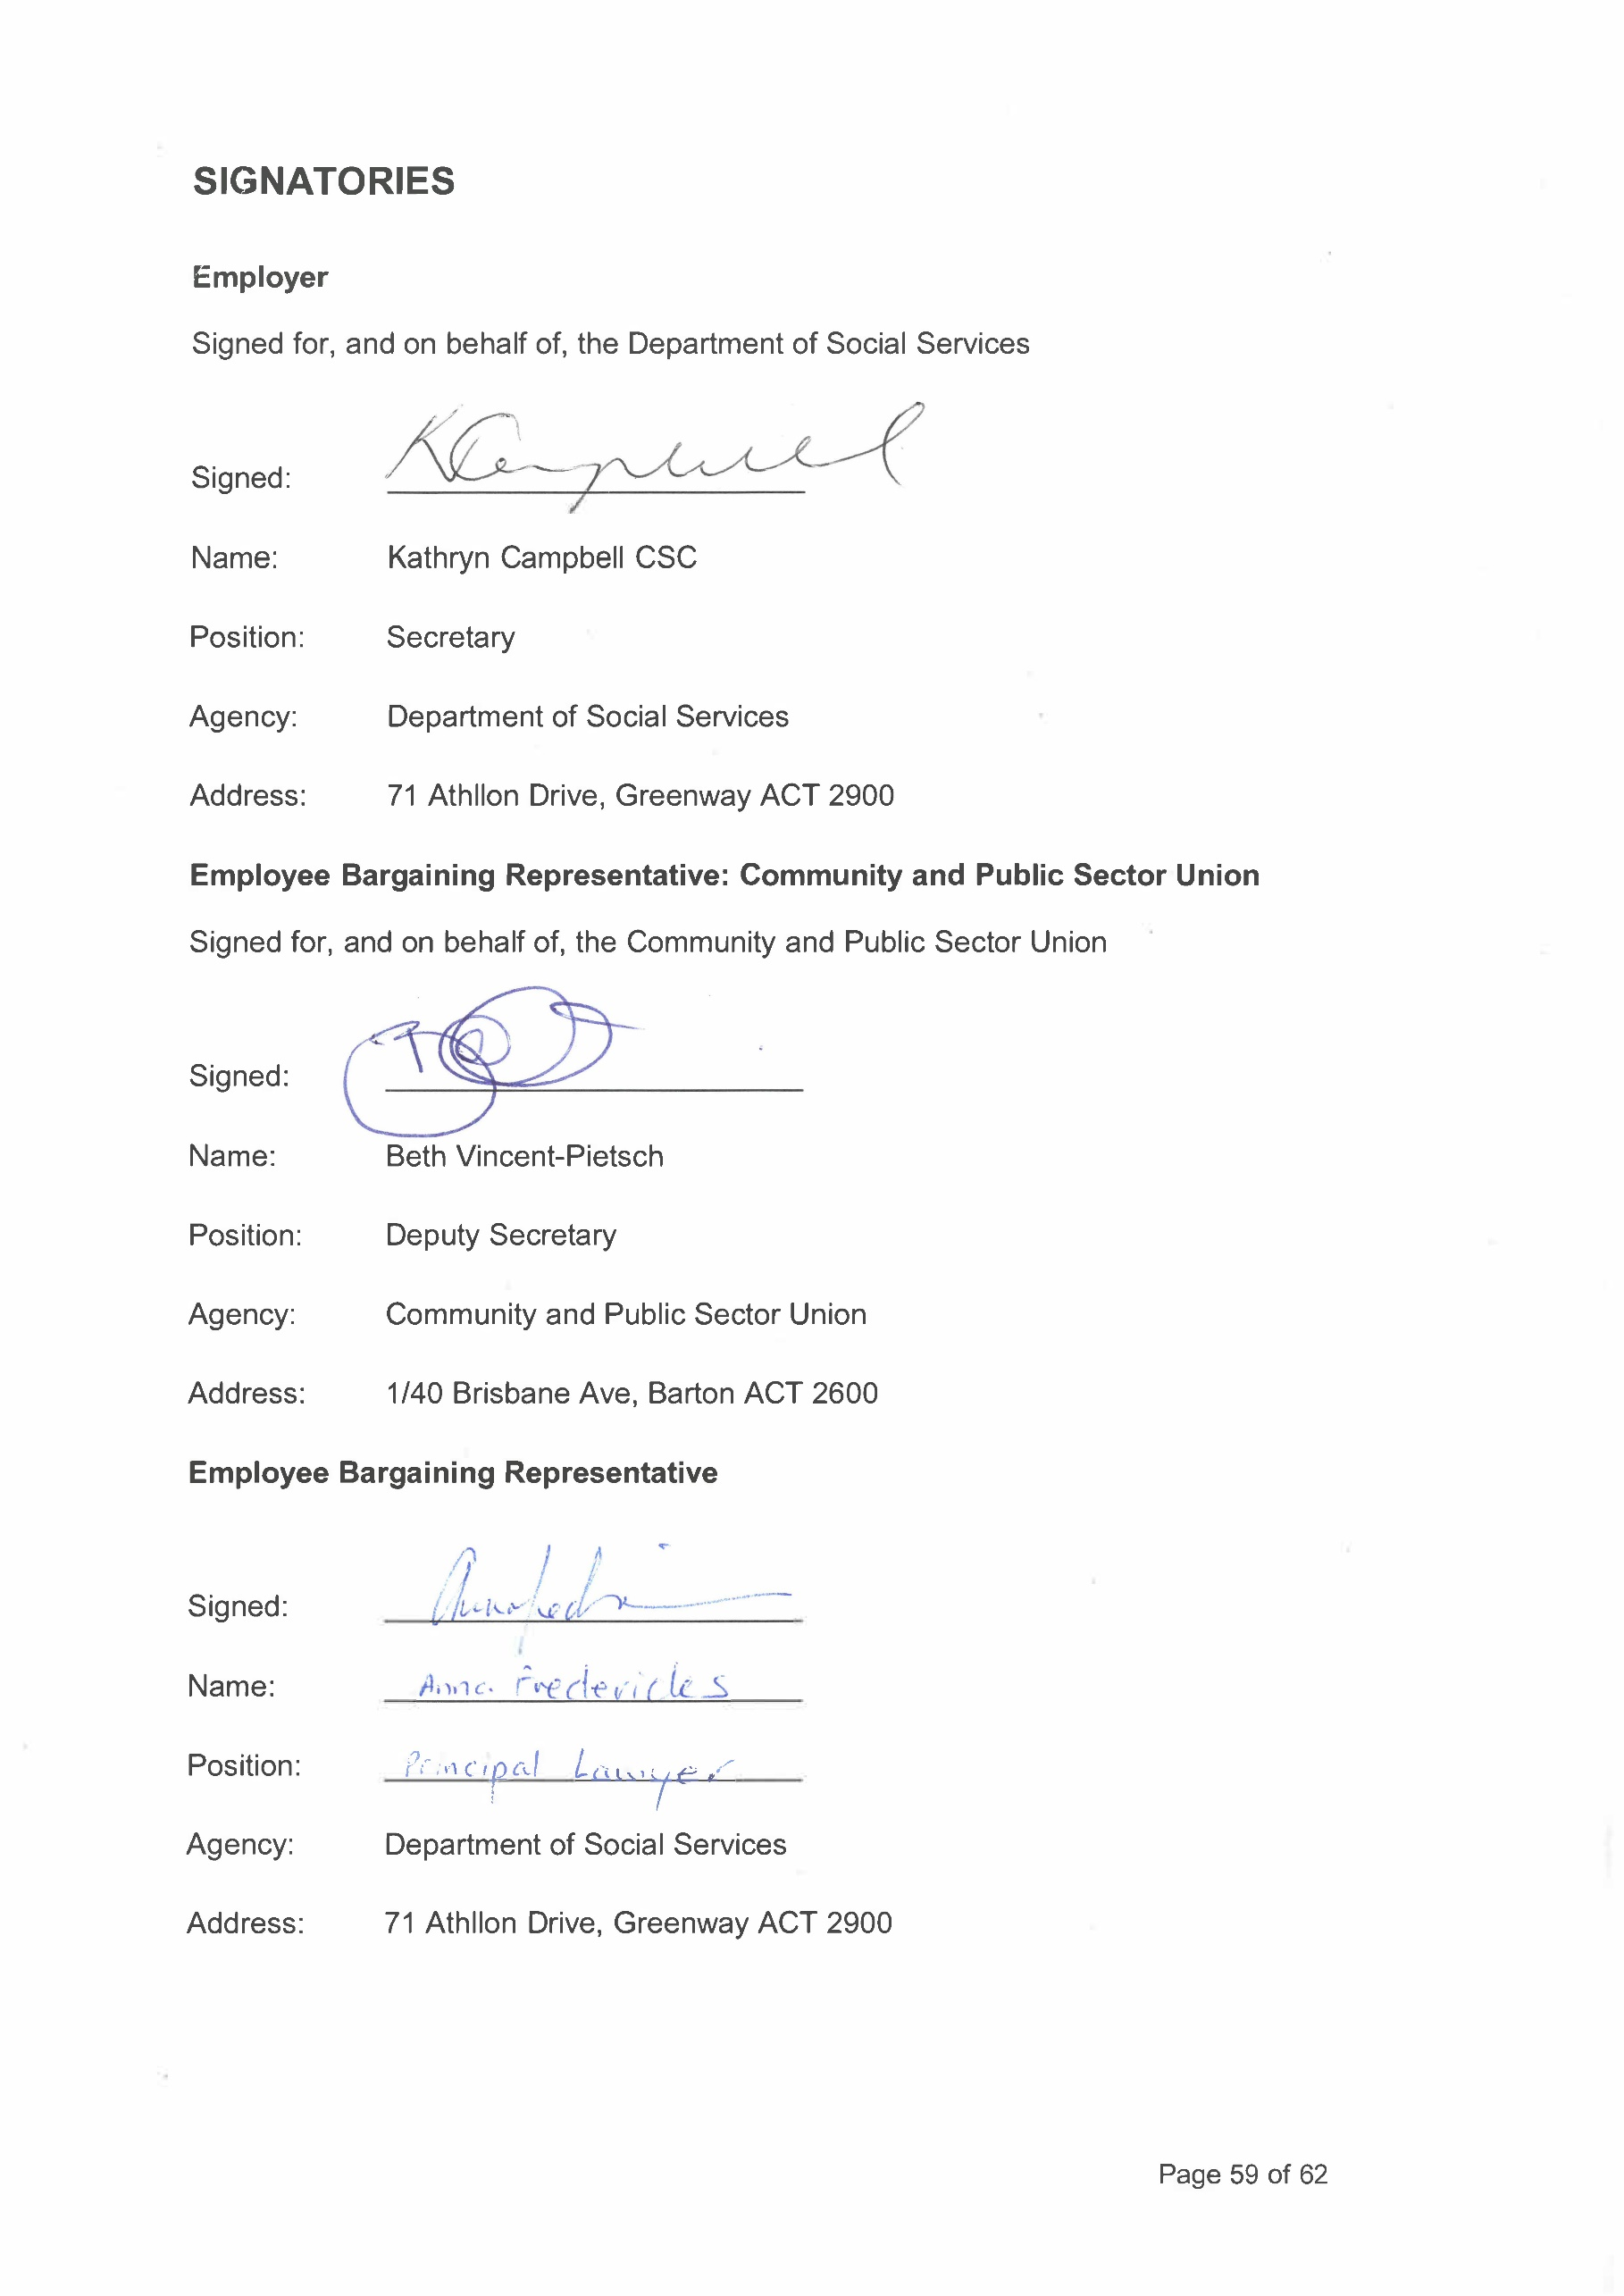 SIGNATORIES
Employer
Signed for, and on behalf of, the Department of Social Services
Signed: KCampbell
Name: Kathryn Campbell CSC
Position: Secretary
Agency: Department of Social Services
Address: 71 Athllon Drive, Greenway ACT 2900
Employee Bargaining Representative: Community and Public Sector Union
Signed for, and on behalf of, the Community and Public Sector Union
Signed:
Name: Beth Vincent-Pietsch
Position: Deputy Secretary
Agency: Community and Public Sector Union
Address: 1/40 Brisbane Ave, Barton ACT 2600
Employee Bargaining Representative
Signed:
Name: Anna Fredericks
Position: Principal Lawyer
Agency: Department of Social Services
Address: 71 Athllon Drive, Greenway ACT 2900
Page 59 of 62